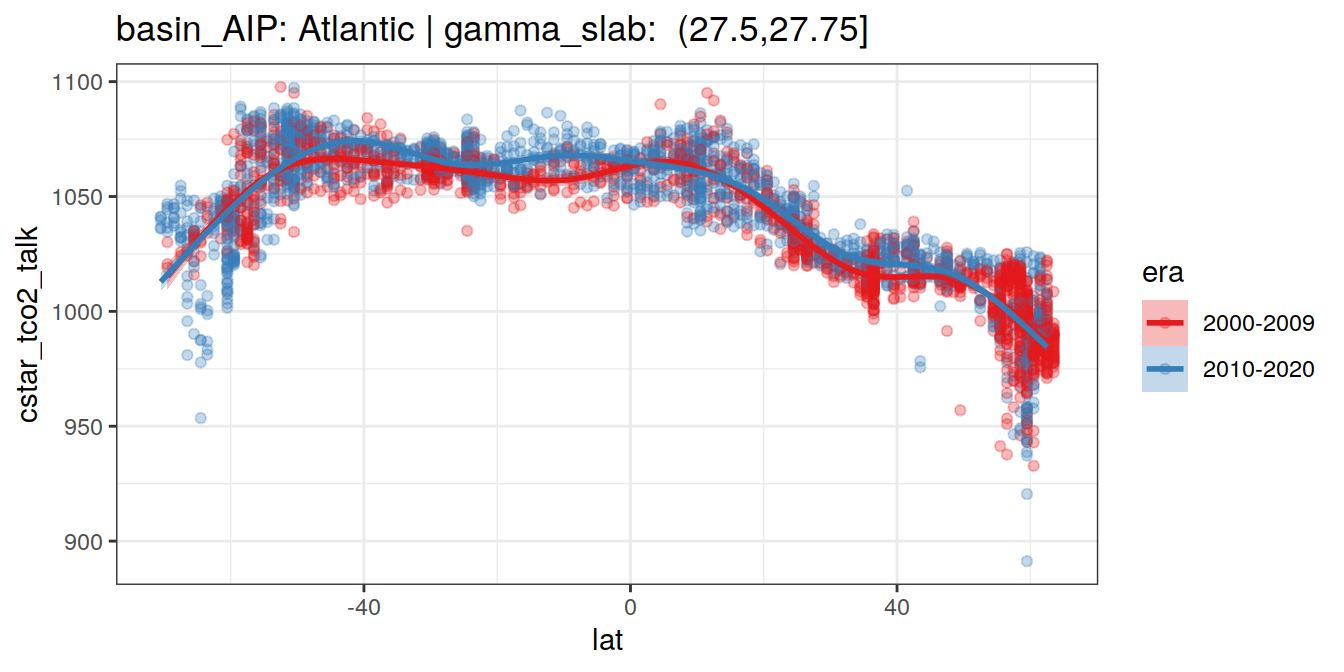 basin_AIP: Atlantic | gamma_slab:  (27.5,27.75]
1100
1050
1000
950
900
cstar_tco2_talk
-40
0
40
lat
era
2000-2009
2010-2020